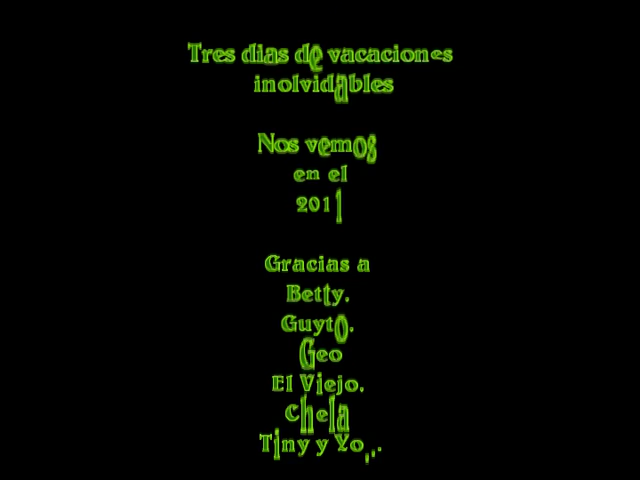 Tres dias de vacaciones
inolvidables
Nos vemos
en el
2011
Gracias a
Betty.
Guyto.
Geo
El Viejo.
Chela
Tiny y Yo,,.